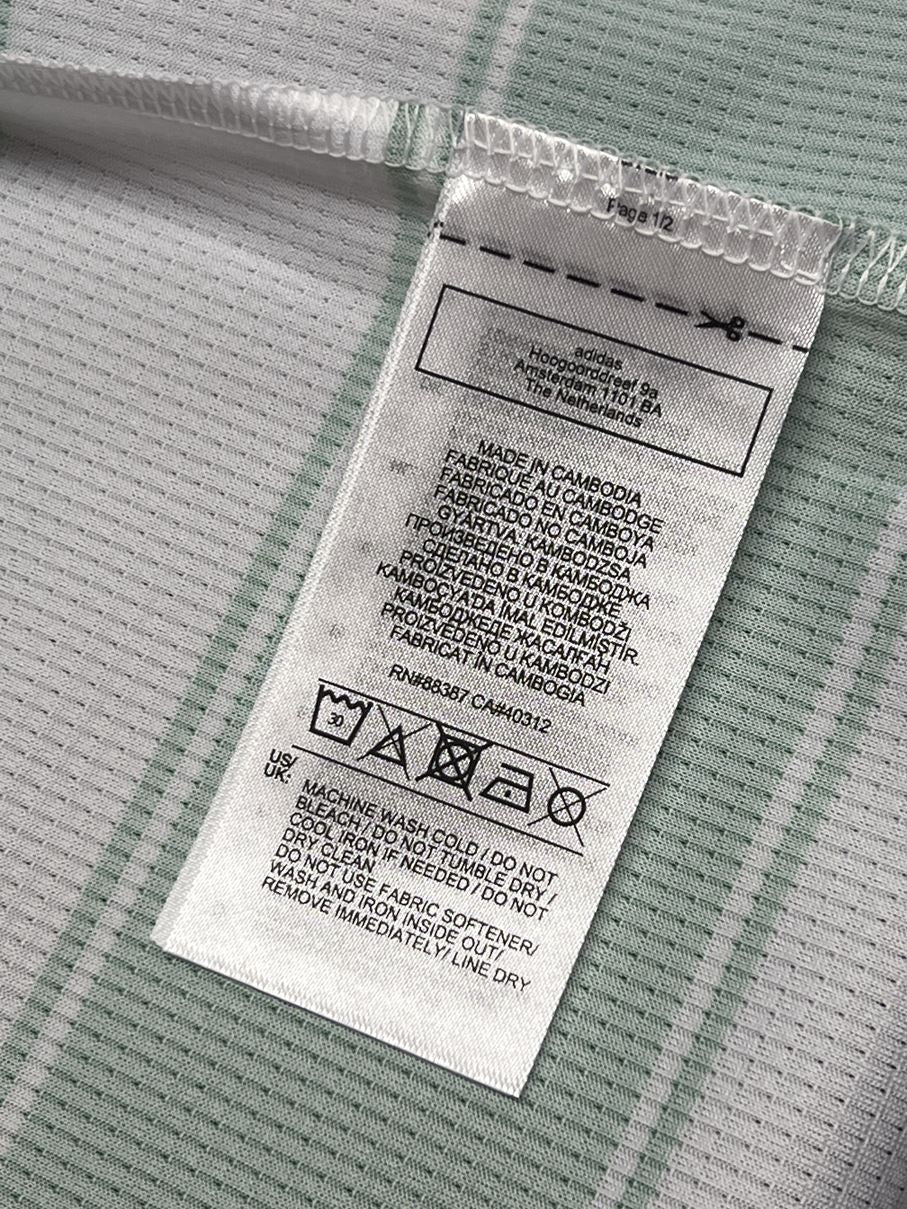 Page 1/2
adidas
Hoogoorddreef 9a
Amsterdam 1101 BA
The Netherlands
MADE IN CAMBODIA
FABRIQUÉ AU CAMBODGE
FABRICADO EN CAMBOYA
FABRICADO NO CAMBOJA
GYÁRTVA: KAMBODZSA
ПРОИЗВЕДЕНО В КАМБОДЖА
СДЕЛАНО В КАМБОДЖЕ
PROIZVEDENO U KOMBODŽI
KAMBOÇYA'DA İMAL EDİLMİŞTİR.
КАМБОДЖЕДЕ ЖАСАЛҒАН
PROIZVEDENO U KAMBODZI
FABRICAT ÎN CAMBOGIA
RN#88387 CA#40312
30
US/
UK:
MACHINE WASH COLD / DO NOT
BLEACH / DO NOT TUMBLE DRY /
COOL IRON IF NEEDED / DO NOT
DRY CLEAN
DO NOT USE FABRIC SOFTENER/
WASH AND IRON INSIDE OUT/
REMOVE IMMEDIATELY/ LINE DRY